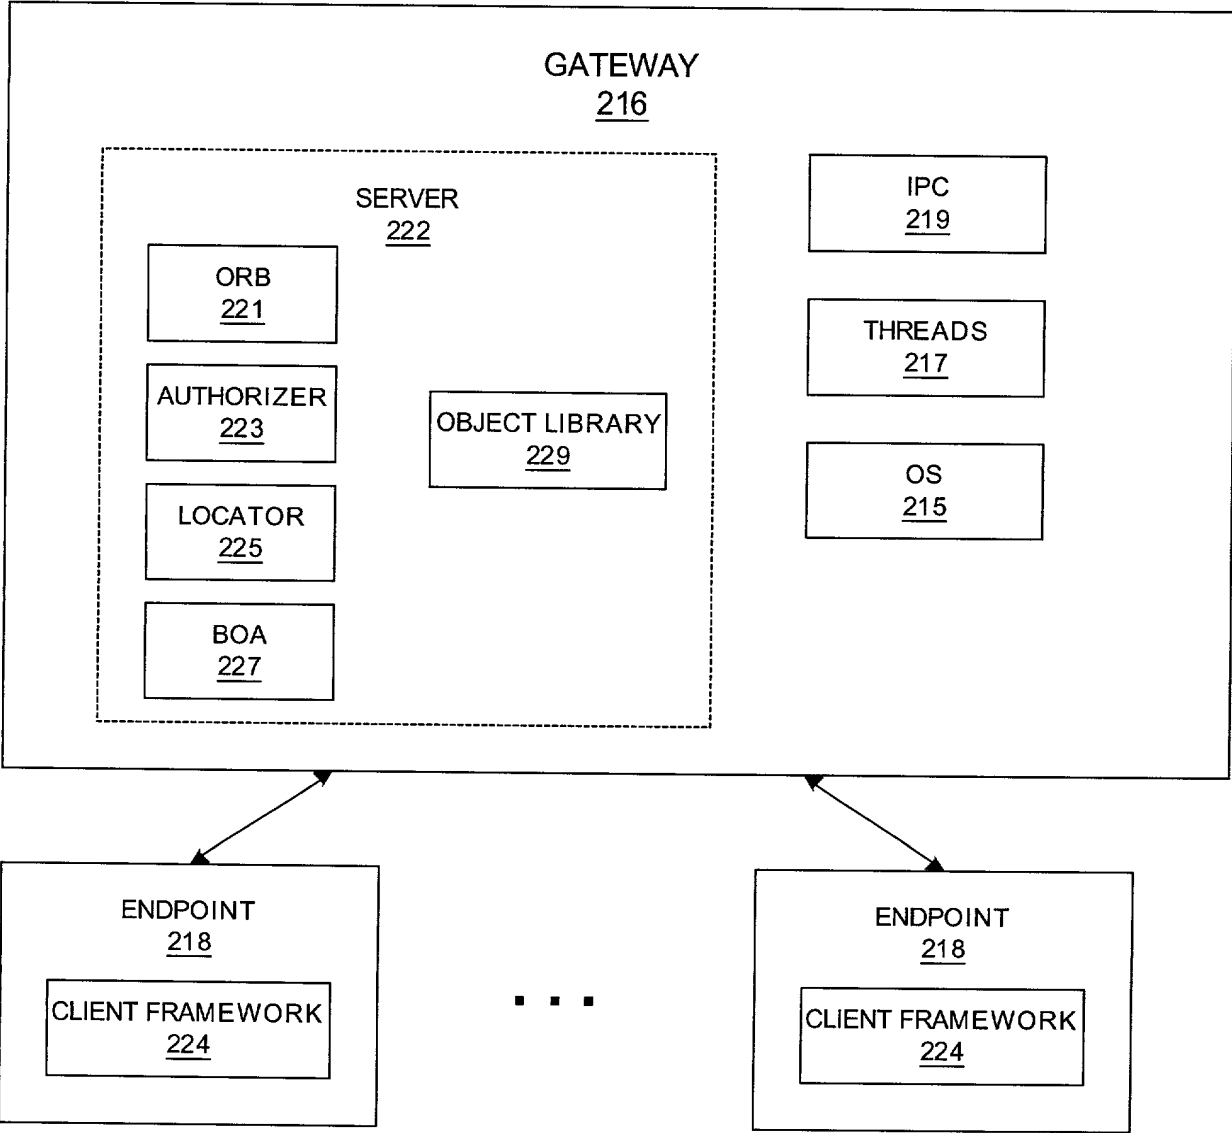 GATEWAY
216
SERVER
222
ORB
221
AUTHORIZER
223
LOCATOR
225
BOA
227
OBJECT LIBRARY
229
IPC
219
THREADS
217
OS
215
ENDPOINT
218
CLIENT FRAMEWORK
224
. . .
ENDPOINT
218
CLIENT FRAMEWORK
224